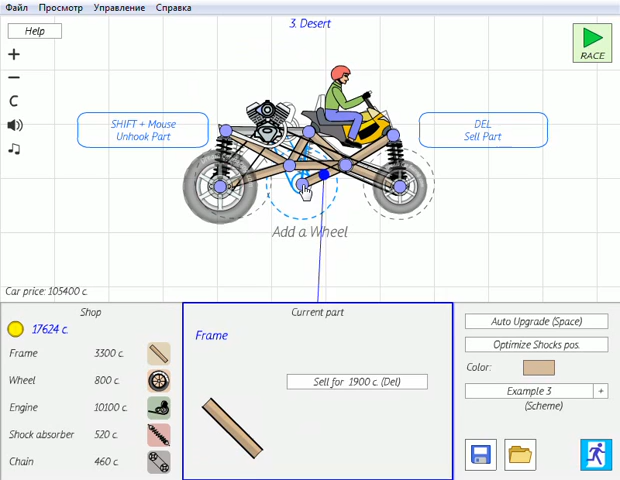 Файл Просмотр Управление Справка
Help
3. Desert
RACE
+
−
C
SHIFT + Mouse
Unhook Part
DEL
Sell Part
Add a Wheel
Car price: 105400 c.
Shop
17624 c.
Frame 3300 c.
Wheel 800 c.
Engine 10100 c.
Shock absorber 520 c.
Chain 460 c.
Current part
Frame
Sell for 1900 c. (Del)
Auto Upgrade (Space)
Optimize Shocks pos.
Color:
Example 3 +
(Scheme)